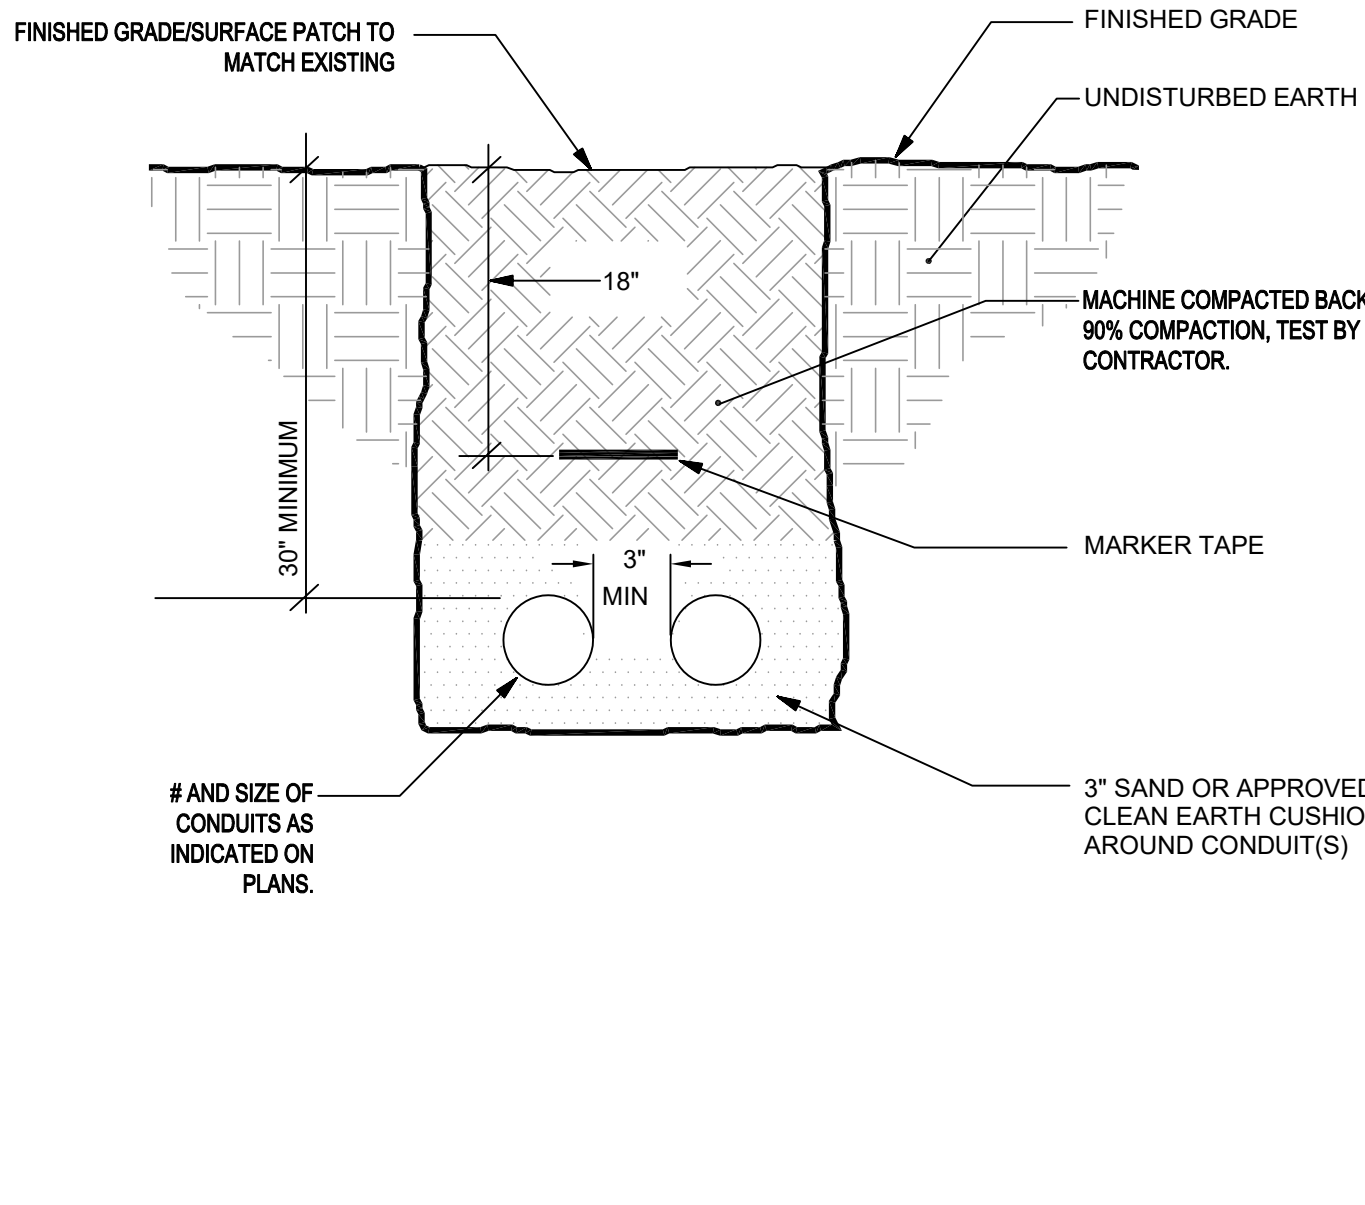 FINISHED GRADE/SURFACE PATCH TO
MATCH EXISTING
FINISHED GRADE
UNDISTURBED EARTH
18"
MACHINE COMPACTED BACK
90% COMPACTION, TEST BY
CONTRACTOR.
30" MINIMUM
MARKER TAPE
3"
MIN
# AND SIZE OF
CONDUITS AS
INDICATED ON
PLANS.
3" SAND OR APPROVED
CLEAN EARTH CUSHIO
AROUND CONDUIT(S)